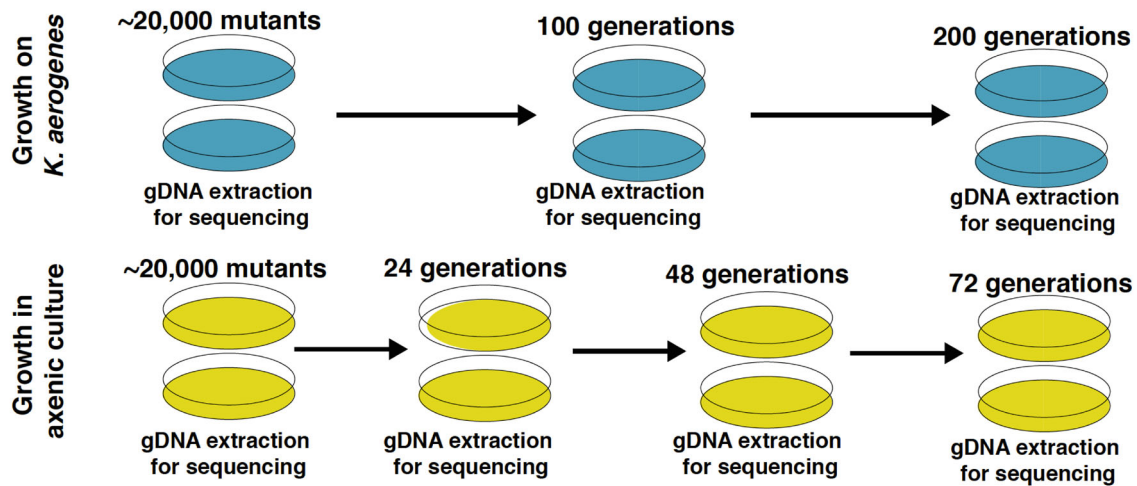 Growth on
K. aerogenes
~20,000 mutants
100 generations
200 generations
gDNA extraction
for sequencing
gDNA extraction
for sequencing
gDNA extraction
for sequencing
Growth in
axenic culture
~20,000 mutants
24 generations
48 generations
72 generations
gDNA extraction
for sequencing
gDNA extraction
for sequencing
gDNA extraction
for sequencing
gDNA extraction
for sequencing